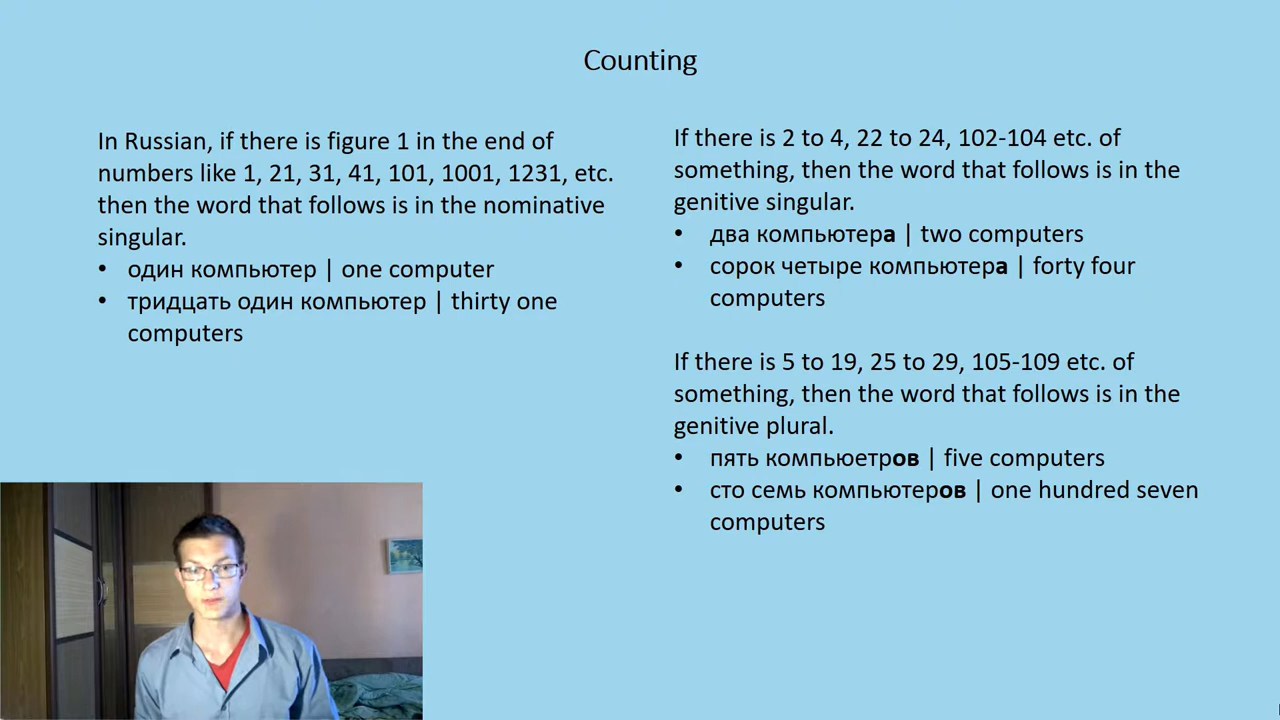 Counting
In Russian, if there is figure 1 in the end of
numbers like 1, 21, 31, 41, 101, 1001, 1231, etc.
then the word that follows is in the nominative
singular.
• один компьютер | one computer
• тридцать один компьютер | thirty one
computers
If there is 2 to 4, 22 to 24, 102-104 etc. of
something, then the word that follows is in the
genitive singular.
• два компьютера | two computers
• сорок четыре компьютера | forty four
computers
If there is 5 to 19, 25 to 29, 105-109 etc. of
something, then the word that follows is in the
genitive plural.
• пять компьюетров | five computers
• сто семь компьютеров | one hundred seven
computers